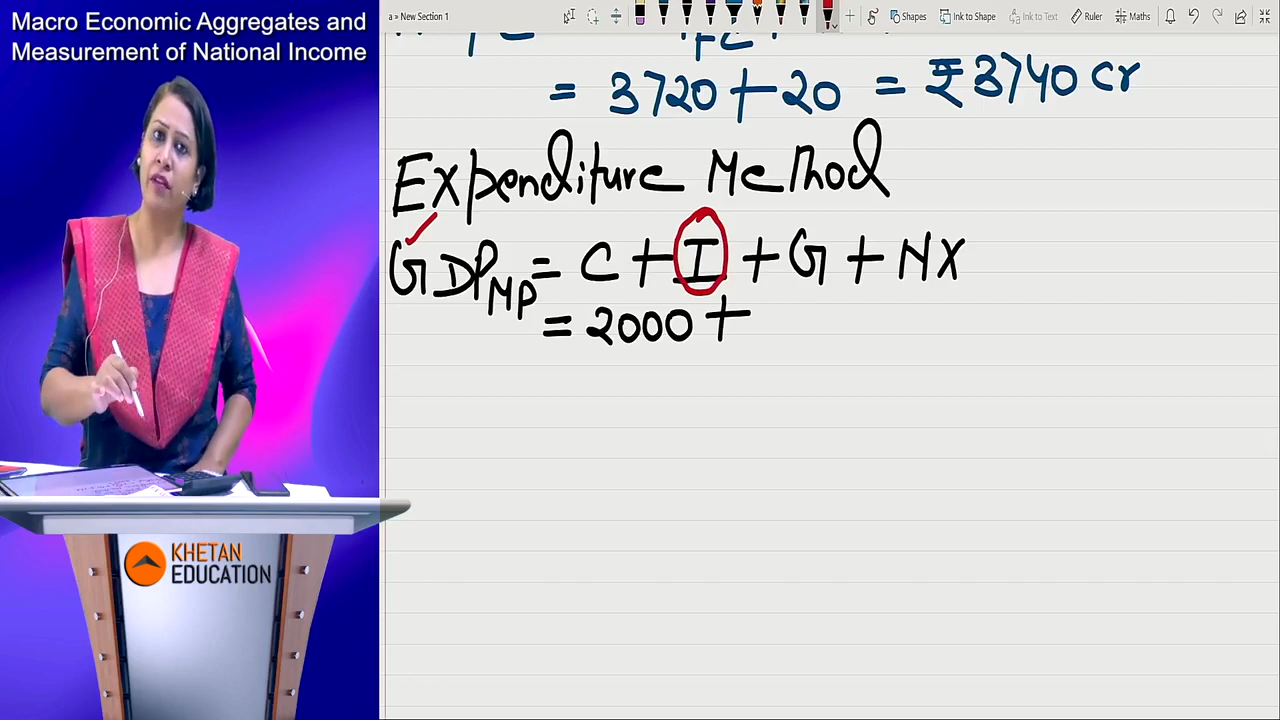 Macro Economic Aggregates and
Measurement of National Income
a » New Section 1
Shapes
Ink to Shape
Ink to Text
Ruler
Maths
= 3720 + 20 = ₹3740 cr
Expenditure Method
GDPMP = C + I + G + NX
= 2000 +
KHETAN
EDUCATION